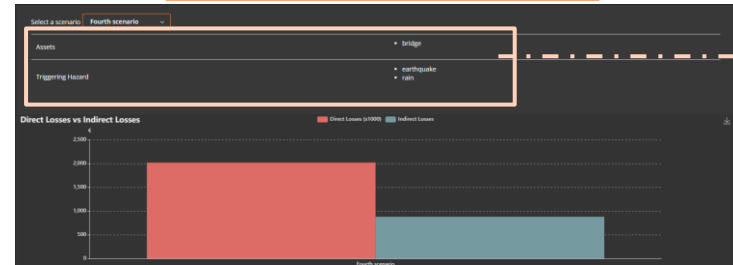 Select a scenario Fourth scenario
Assets • bridge
Triggering Hazard • earthquake
• rain
Direct Losses vs Indirect Losses Direct Losses (x1000) Indirect Losses
€
2,500
2,000
1,500
1,000
500
0
Fourth scenario